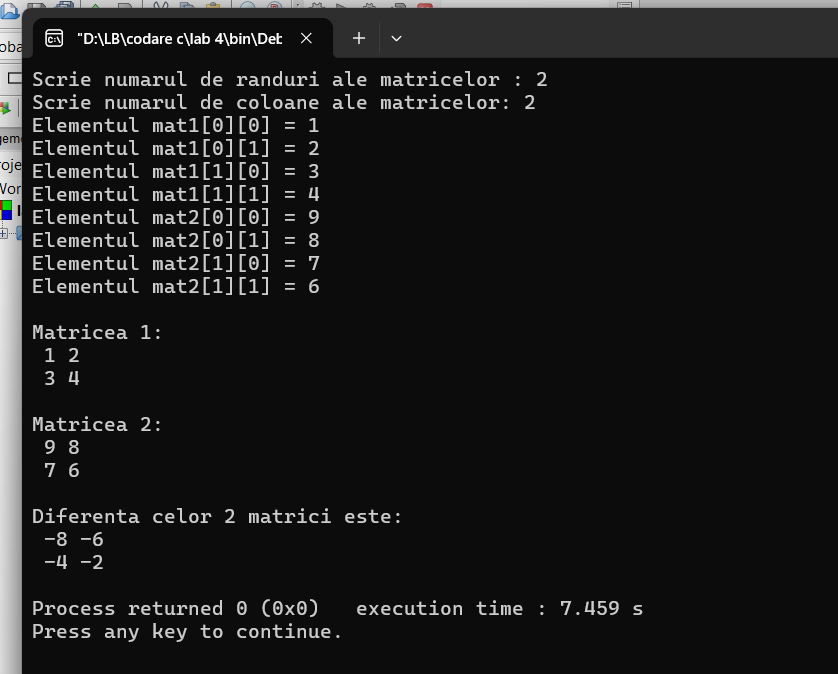 "D:\LB\codare c\lab 4\bin\Deb
Scrie numarul de randuri ale matricelor : 2
Scrie numarul de coloane ale matricelor: 2
Elementul mat1[0][0] = 1
Elementul mat1[0][1] = 2
Elementul mat1[1][0] = 3
Elementul mat1[1][1] = 4
Elementul mat2[0][0] = 9
Elementul mat2[0][1] = 8
Elementul mat2[1][0] = 7
Elementul mat2[1][1] = 6
Matricea 1:
1 2
3 4
Matricea 2:
9 8
7 6
Diferenta celor 2 matrici este:
-8 -6
-4 -2
Process returned 0 (0x0)   execution time : 7.459 s
Press any key to continue.